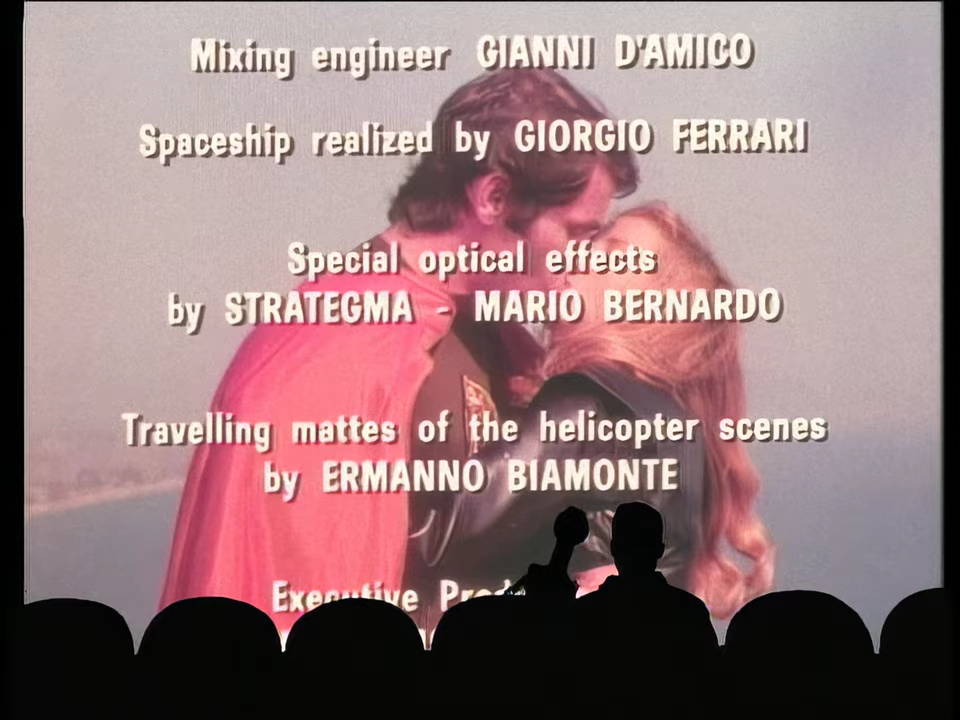 Mixing engineer GIANNI D'AMICO
Spaceship realized by GIORGIO FERRARI
Special optical effects
by STRATEGMA - MARIO BERNARDO
Travelling mattes of the helicopter scenes
by ERMANNO BIAMONTE
Executive